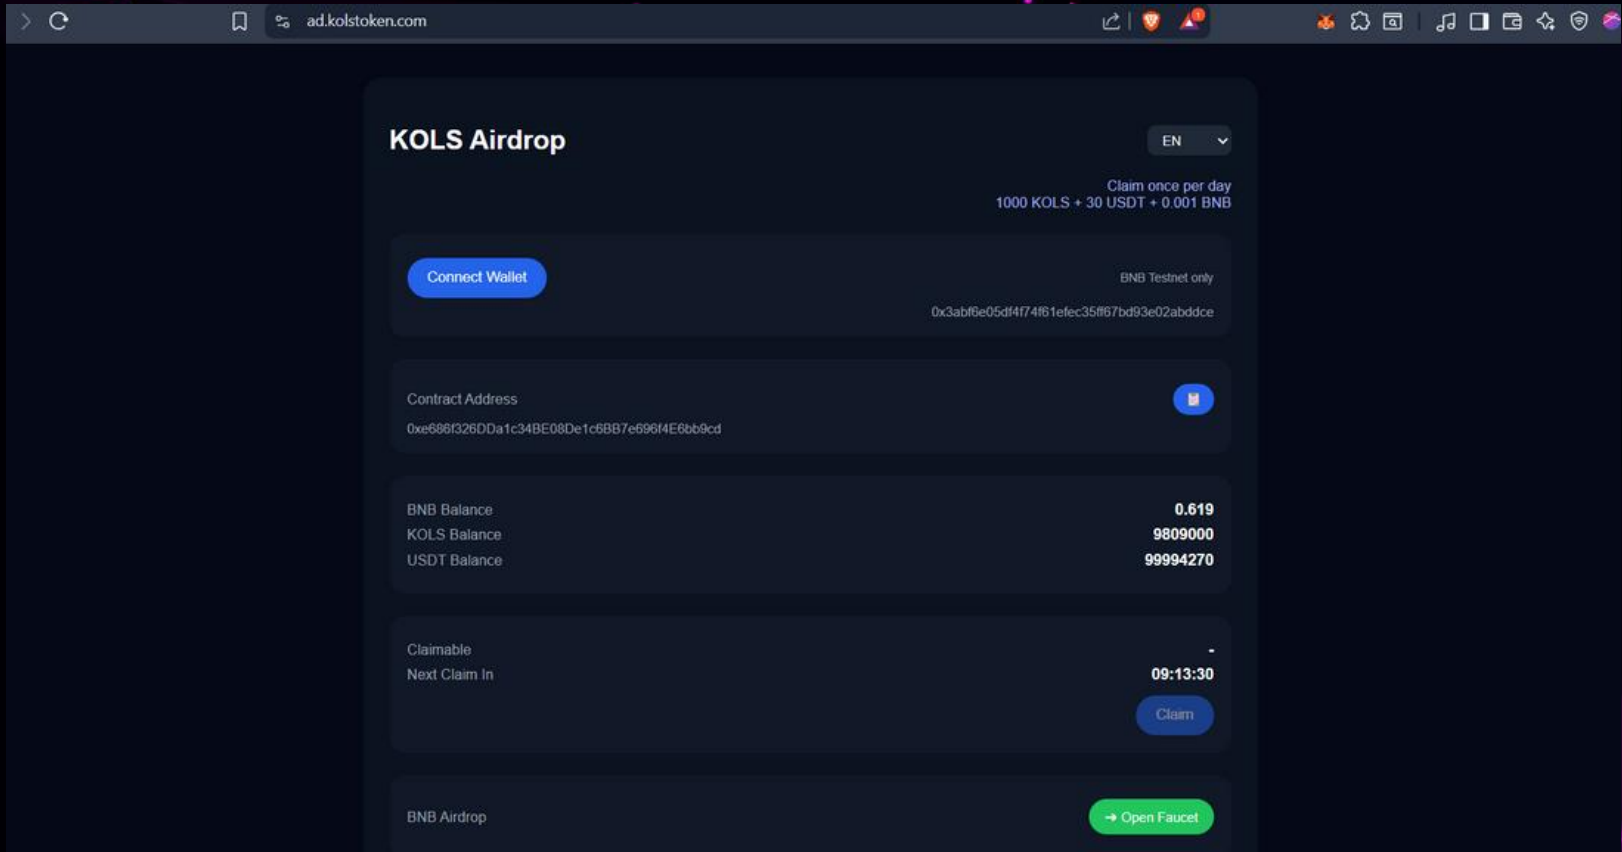 ad.kolstoken.com
1
KOLS Airdrop
EN
Claim once per day
1000 KOLS + 30 USDT + 0.001 BNB
Connect Wallet
BNB Testnet only
0x3abf6e05df4f74f61efec35ff67bd93e02abddce
Contract Address
0xe686f326DDa1c34BE08De1c6BB7e696f4E6bb9cd
BNB Balance 0.619
KOLS Balance 9809000
USDT Balance 99994270
Claimable -
Next Claim In 09:13:30
Claim
BNB Airdrop
➔ Open Faucet